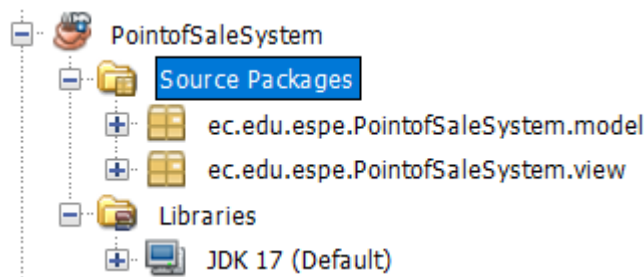 PointofSaleSystem
Source Packages
ec.edu.espe.PointofSaleSystem.model
ec.edu.espe.PointofSaleSystem.view
Libraries
JDK 17 (Default)